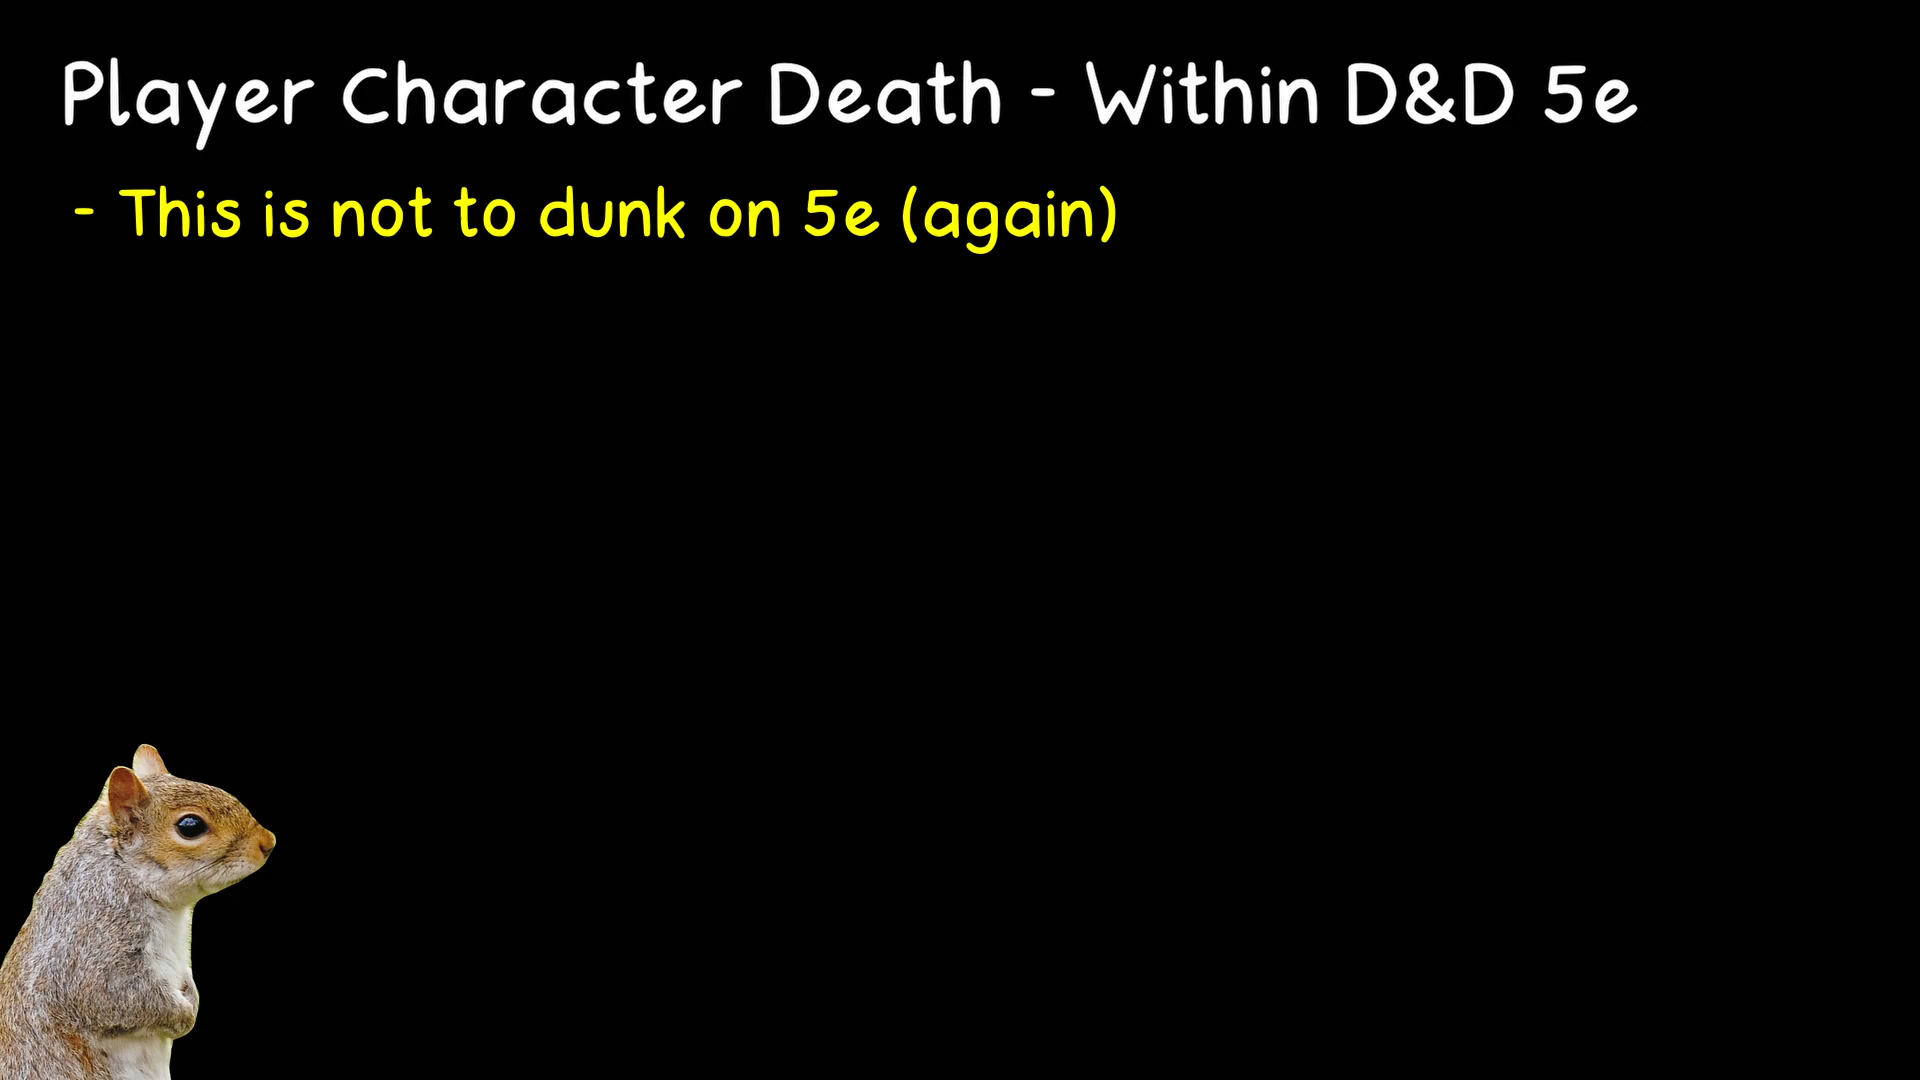 Player Character Death - Within D&D 5e
- This is not to dunk on 5e (again)